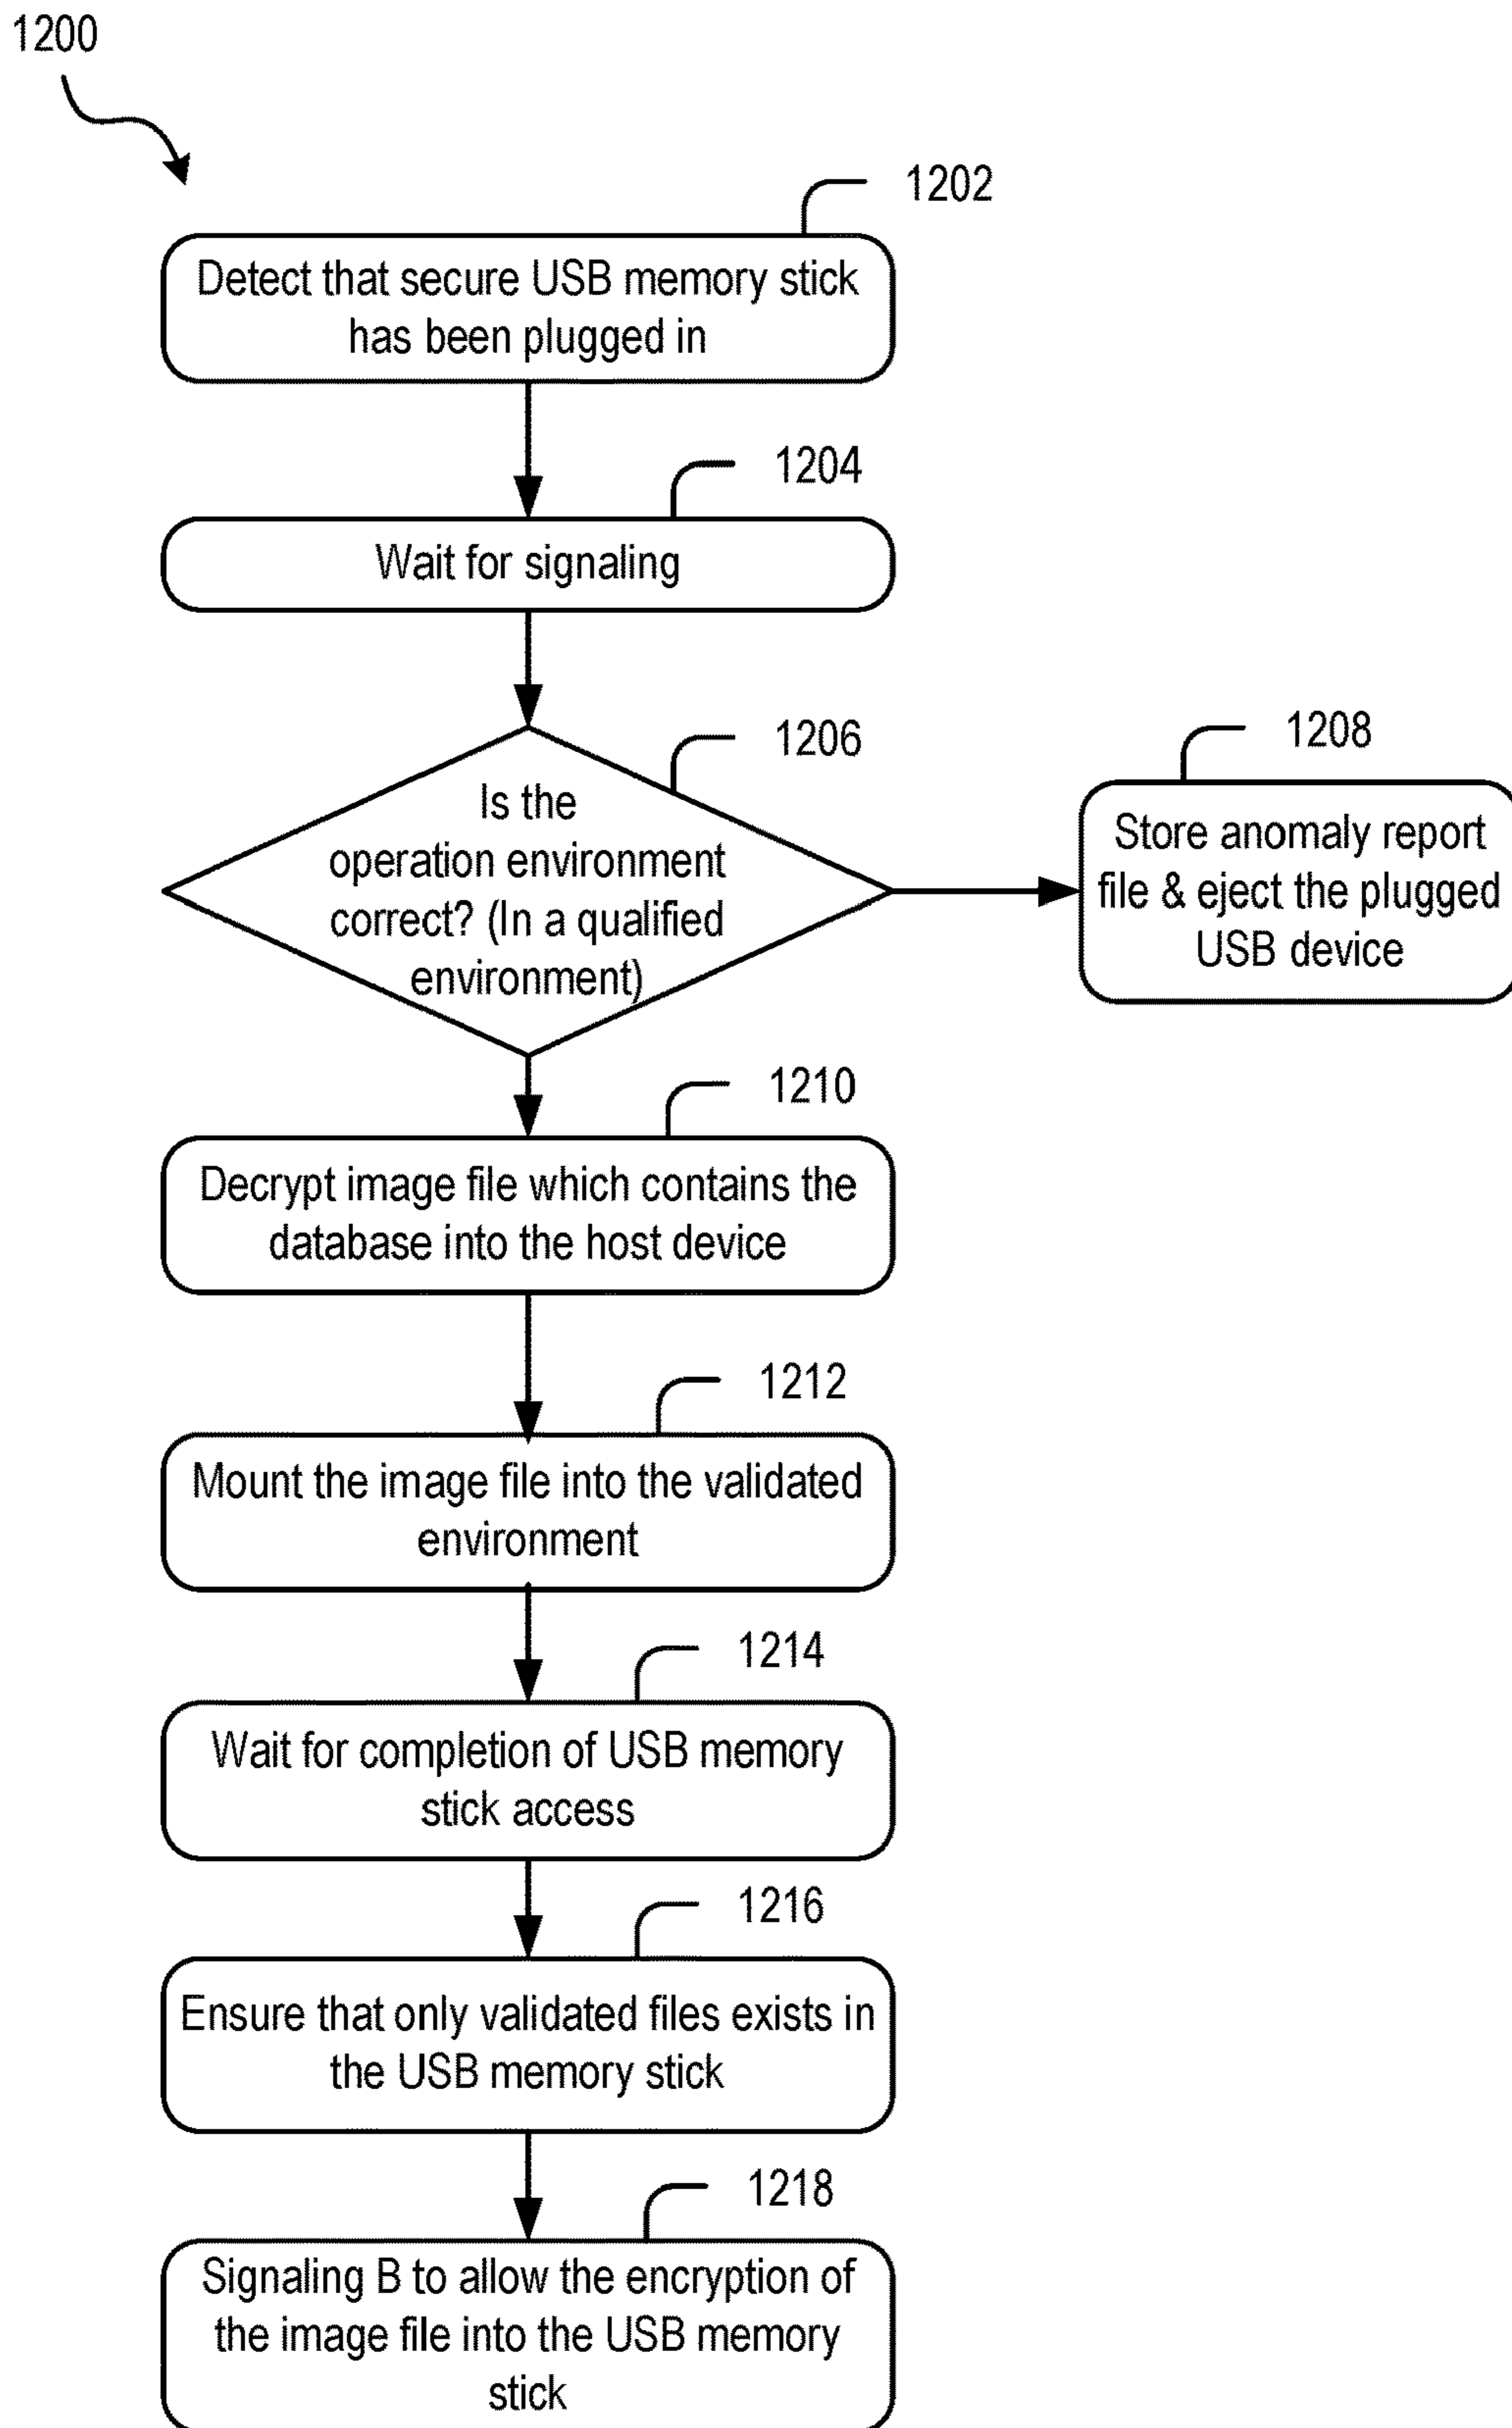 1200
1202
Detect that secure USB memory stick
has been plugged in
1204
Wait for signaling
1206
Is the
operation environment
correct? (In a qualified
environment)
1208
Store anomaly report
file & eject the plugged
USB device
1210
Decrypt image file which contains the
database into the host device
1212
Mount the image file into the validated
environment
1214
Wait for completion of USB memory
stick access
1216
Ensure that only validated files exists in
the USB memory stick
1218
Signaling B to allow the encryption of
the image file into the USB memory
stick